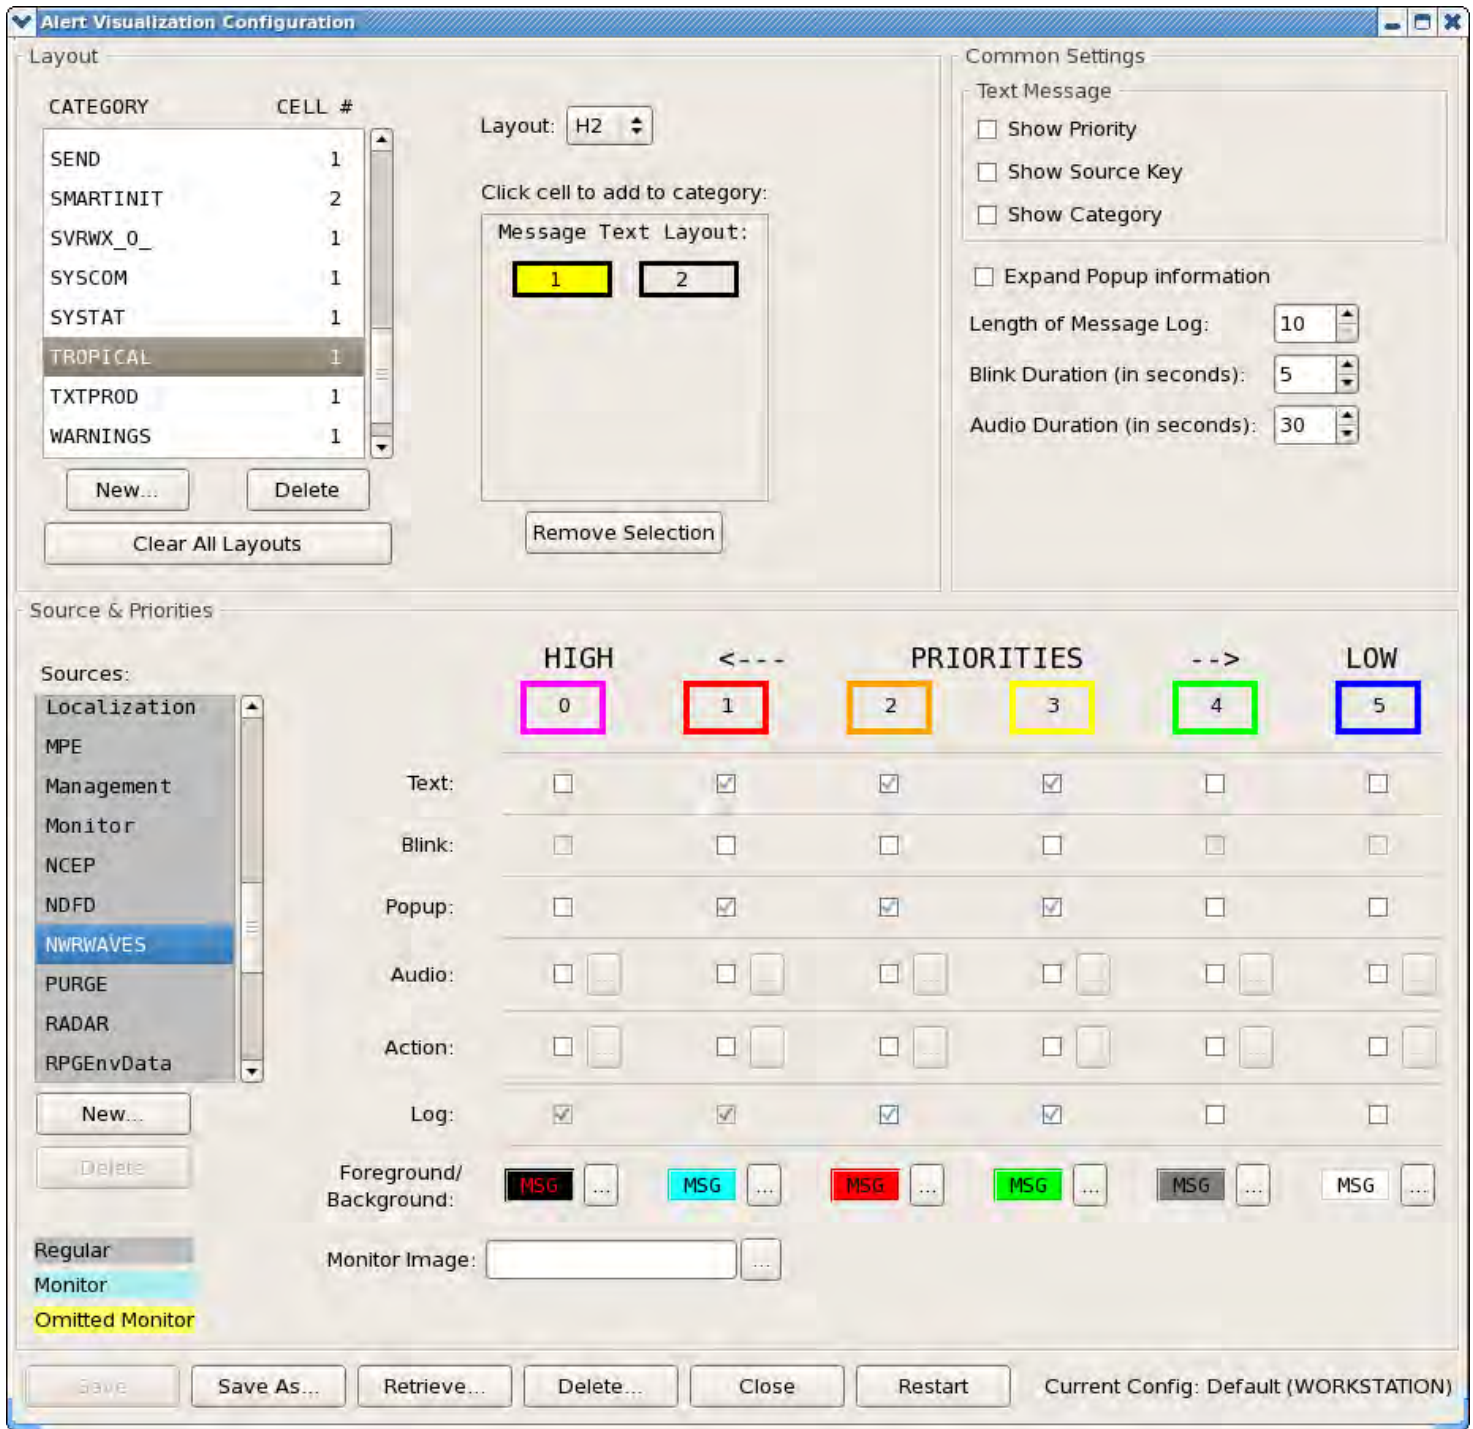 Alert Visualization Configuration
Layout
CATEGORY CELL #
SEND 1
SMARTINIT 2
SVRWX_O_ 1
SYSCOM 1
SYSTAT 1
TROPICAL 1
TXTPROD 1
WARNINGS 1
New... Delete
Clear All Layouts
Layout: H2
Click cell to add to category:
Message Text Layout:
1 2
Remove Selection
Common Settings
Text Message
Show Priority
Show Source Key
Show Category
Expand Popup information
Length of Message Log: 10
Blink Duration (in seconds): 5
Audio Duration (in seconds): 30
Source & Priorities
Sources:
Localization
MPE
Management
Monitor
NCEP
NDFD
NWRWAVES
PURGE
RADAR
RPGEnvData
New...
Delete
Regular
Monitor
Omitted Monitor
HIGH <--- PRIORITIES --> LOW
0 1 2 3 4 5
Text:
Blink:
Popup:
Audio: ... ... ... ... ... ...
Action: ... ... ... ... ... ...
Log:
Foreground/
Background: MSG ... MSG ... MSG ... MSG ... MSG ... MSG ...
Monitor Image: ...
Save Save As... Retrieve... Delete... Close Restart Current Config: Default (WORKSTATION)